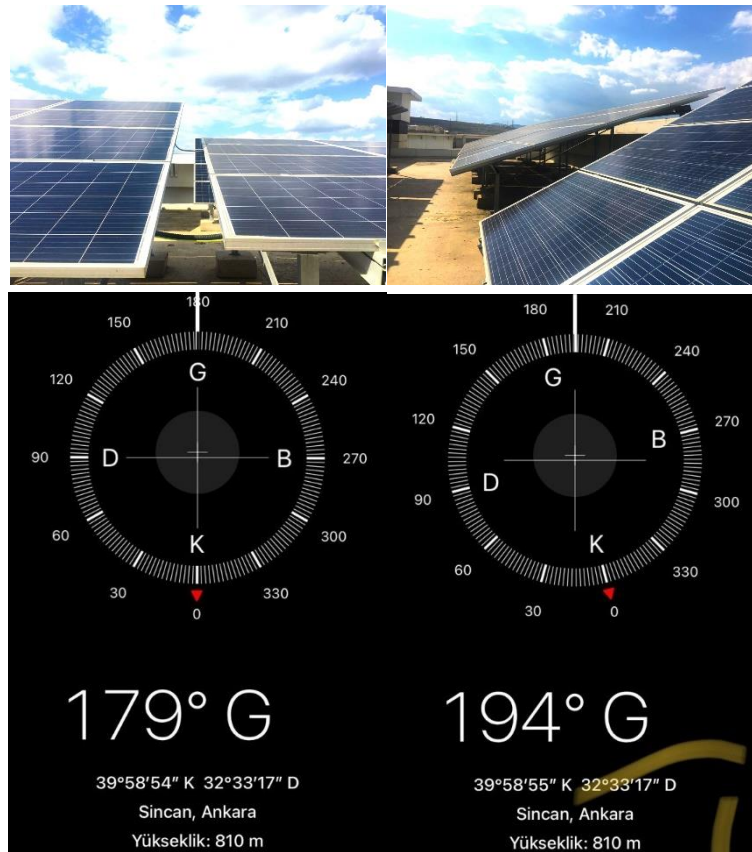 180
150 210
120 G 240
90 D B 270
60 K 300
30 330
0
179° G
39°58′54″ K 32°33′17″ D
Sincan, Ankara
Yükseklik: 810 m
180 210
150 G 240
120 B 270
90 D 300
60 K 330
30 0
194° G
39°58′55″ K 32°33′17″ D
Sincan, Ankara
Yükseklik: 810 m